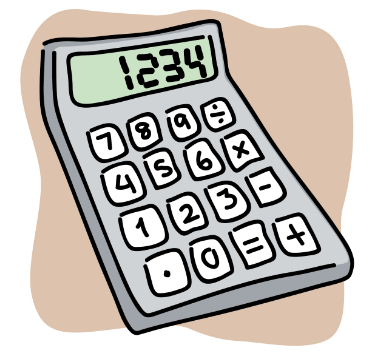 1234
7 8 9 ÷
4 5 6 ×
1 2 3 -
. 0 = +